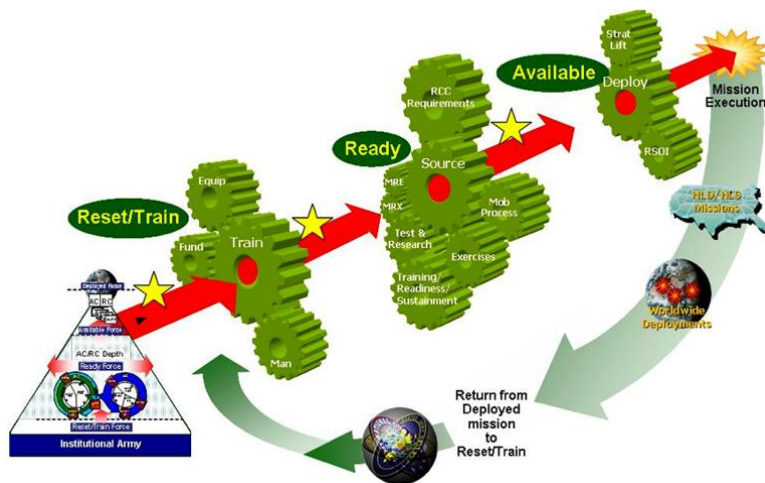 Strat
Lift
Available
Deploy
Mission
Execution
RCC
Requirements
RSOI
Ready
Source
MRE
MRX
Mob
Process
Equip
Reset/Train
Test &
Research
Exercises
HLD/HLS
Missions
Fund
Train
Training/
Readiness/
Sustainment
Deployed Force
AC RC
Available Force
Worldwide
Deployments
Man
AC/RC Depth
Ready Force
Return from
Deployed
mission
to
Reset/Train
Reset/Train Force
Institutional Army